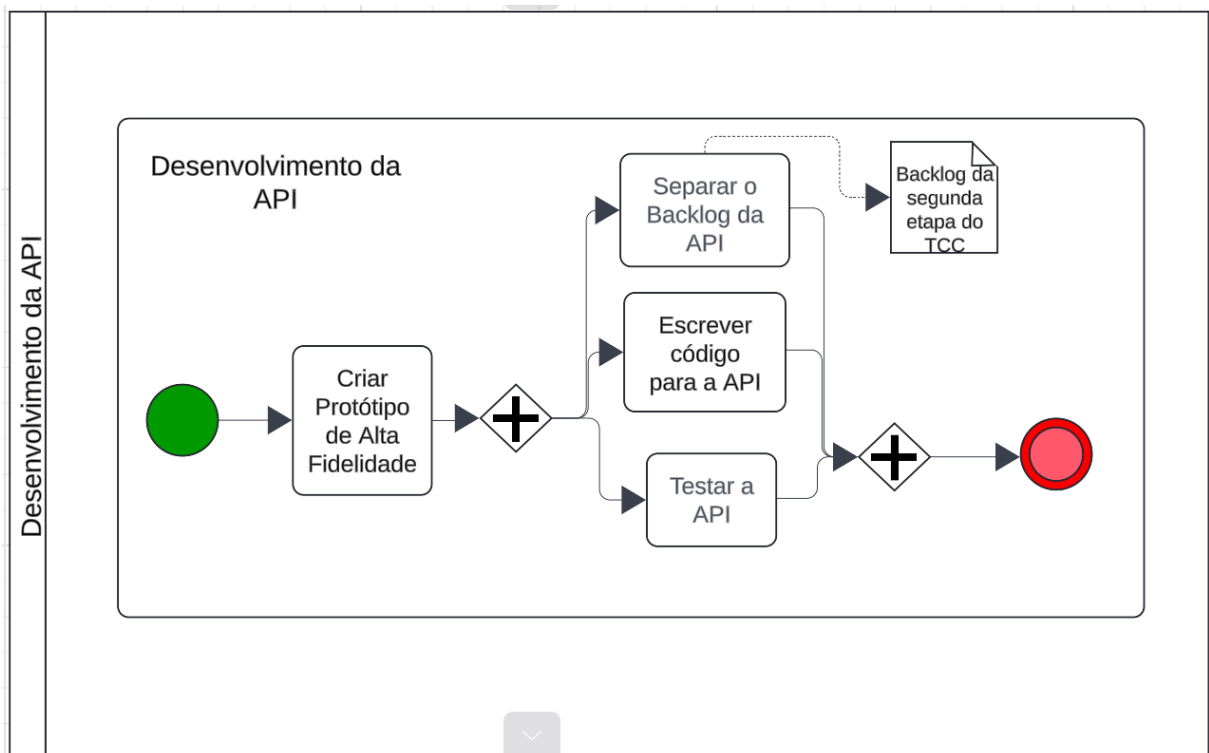 Desenvolvimento da API
Desenvolvimento da
API
Criar
Protótipo
de Alta
Fidelidade
Separar o
Backlog da
API
Escrever
código
para a API
Testar a
API
Backlog da
segunda
etapa do
TCC